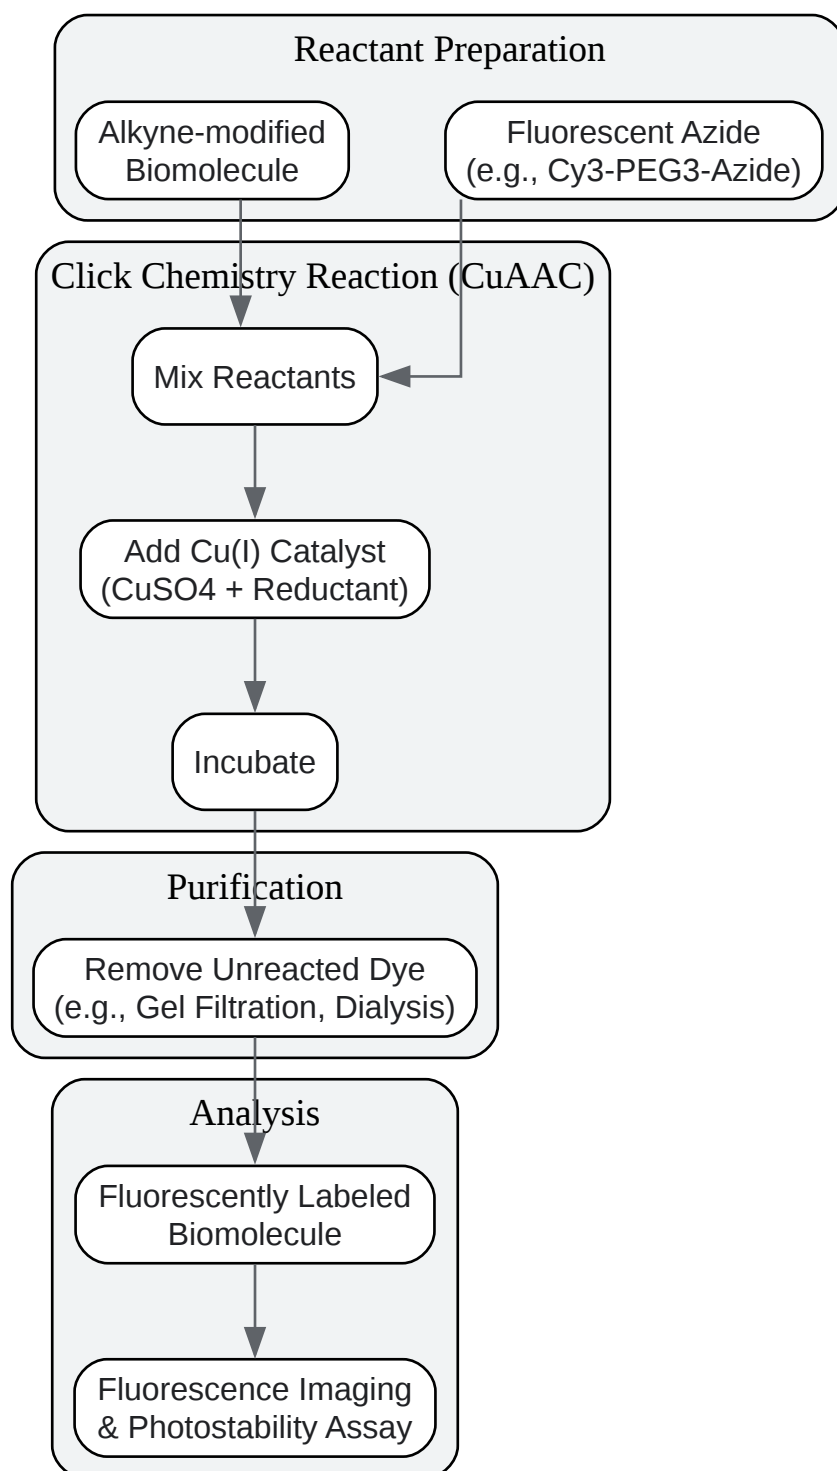 Reactant Preparation
Alkyne-modified
Biomolecule
Fluorescent Azide
(e.g., Cy3-PEG3-Azide)
Click Chemistry Reaction (CuAAC)
Mix Reactants
Add Cu(I) Catalyst
(CuSO4 + Reductant)
Incubate
Purification
Remove Unreacted Dye
(e.g., Gel Filtration, Dialysis)
Analysis
Fluorescently Labeled
Biomolecule
Fluorescence Imaging
& Photostability Assay